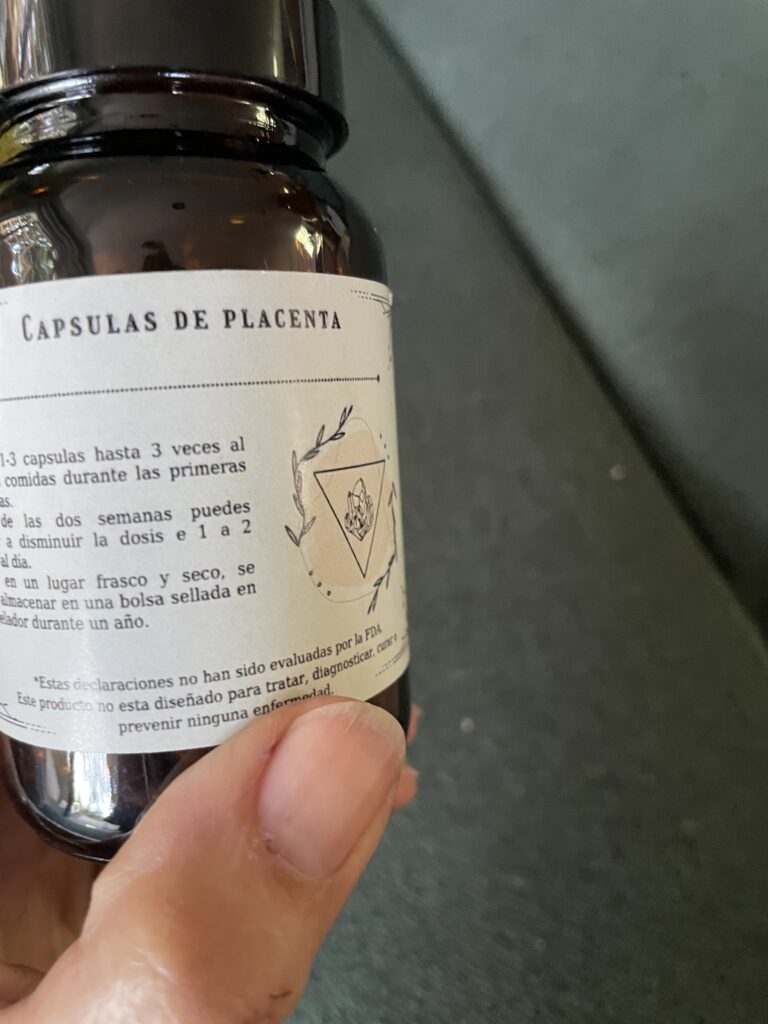 CAPSULAS DE PLACENTA
1-3 capsulas hasta 3 veces al
comidas durante las primeras
as.
de las dos semanas puedes
a disminuir la dosis e 1 a 2
al día.
en un lugar frasco y seco, se
almacenar en una bolsa sellada en
elador durante un año.
*Estas declaraciones no han sido evaluadas por la FDA.
Este producto no esta diseñado para tratar, diagnosticar, curar o
prevenir ninguna enfermedad.